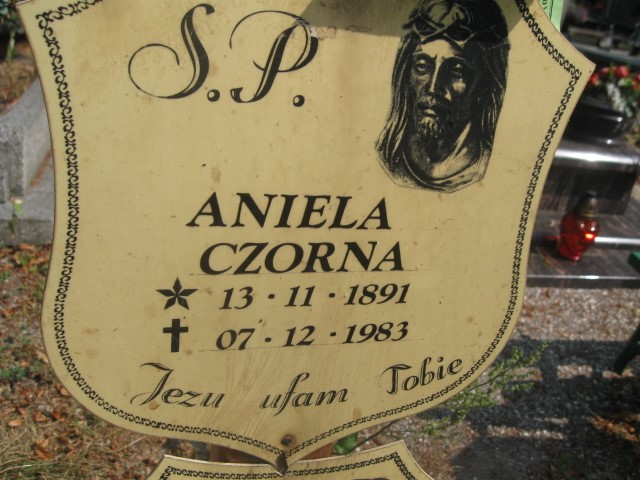 S.P.
ANIELA
CZORNA
13·11·1891
07·12·1983
Jezu ufam Tobie